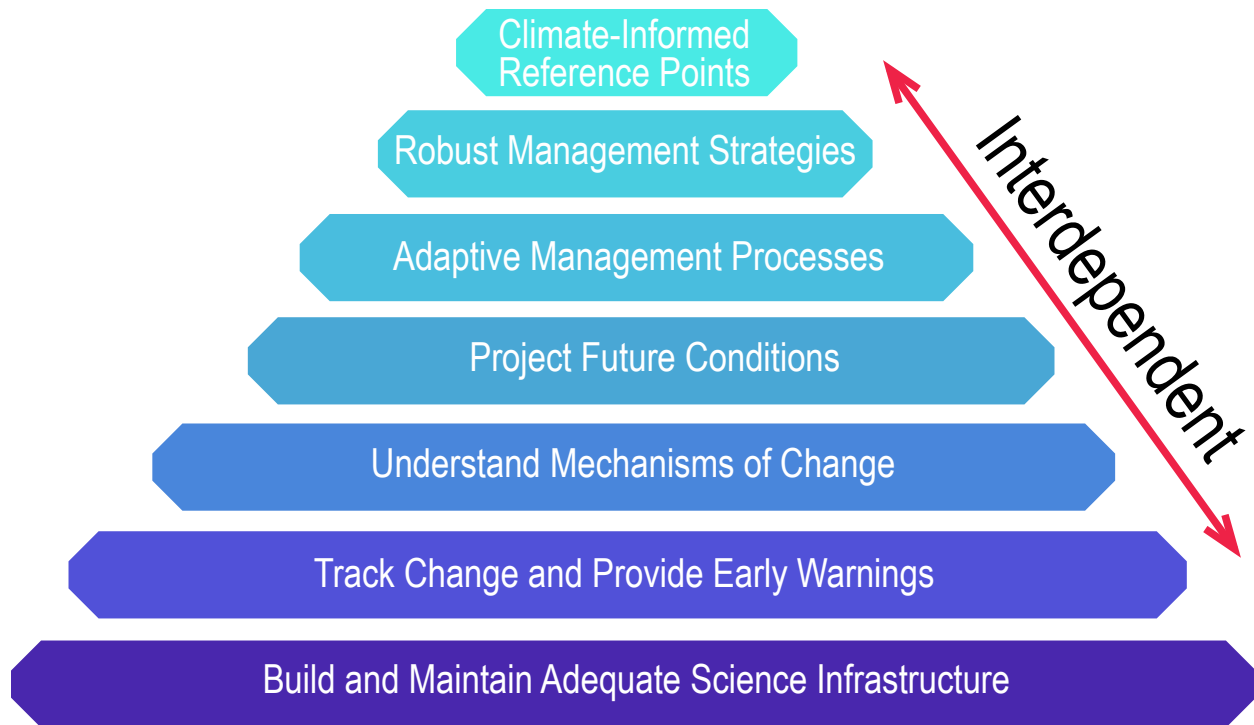 Climate-Informed
Reference Points
Robust Management Strategies
Adaptive Management Processes
Project Future Conditions
Understand Mechanisms of Change
Track Change and Provide Early Warnings
Build and Maintain Adequate Science Infrastructure
Interdependent